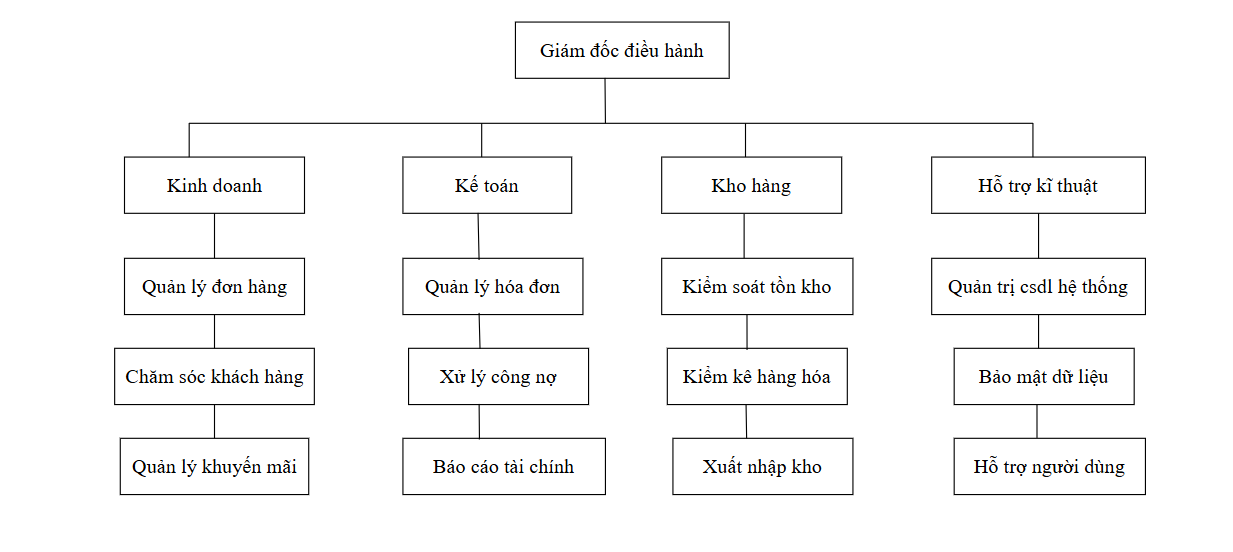 Giám đốc điều hành
Kinh doanh
Kế toán
Kho hàng
Hỗ trợ kĩ thuật
Quản lý đơn hàng
Quản lý hóa đơn
Kiểm soát tồn kho
Quản trị csdl hệ thống
Chăm sóc khách hàng
Xử lý công nợ
Kiểm kê hàng hóa
Bảo mật dữ liệu
Quản lý khuyến mãi
Báo cáo tài chính
Xuất nhập kho
Hỗ trợ người dùng